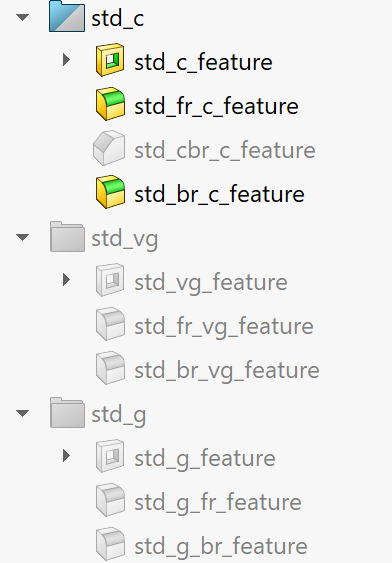 std_c
std_c_feature
std_fr_c_feature
std_cbr_c_feature
std_br_c_feature
std_vg
std_vg_feature
std_fr_vg_feature
std_br_vg_feature
std_g
std_g_feature
std_g_fr_feature
std_g_br_feature